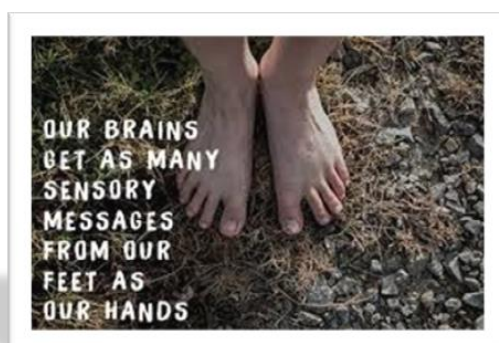 OUR BRAINS
GET AS MANY
SENSORY
MESSAGES
FROM OUR
FEET AS
OUR HANDS